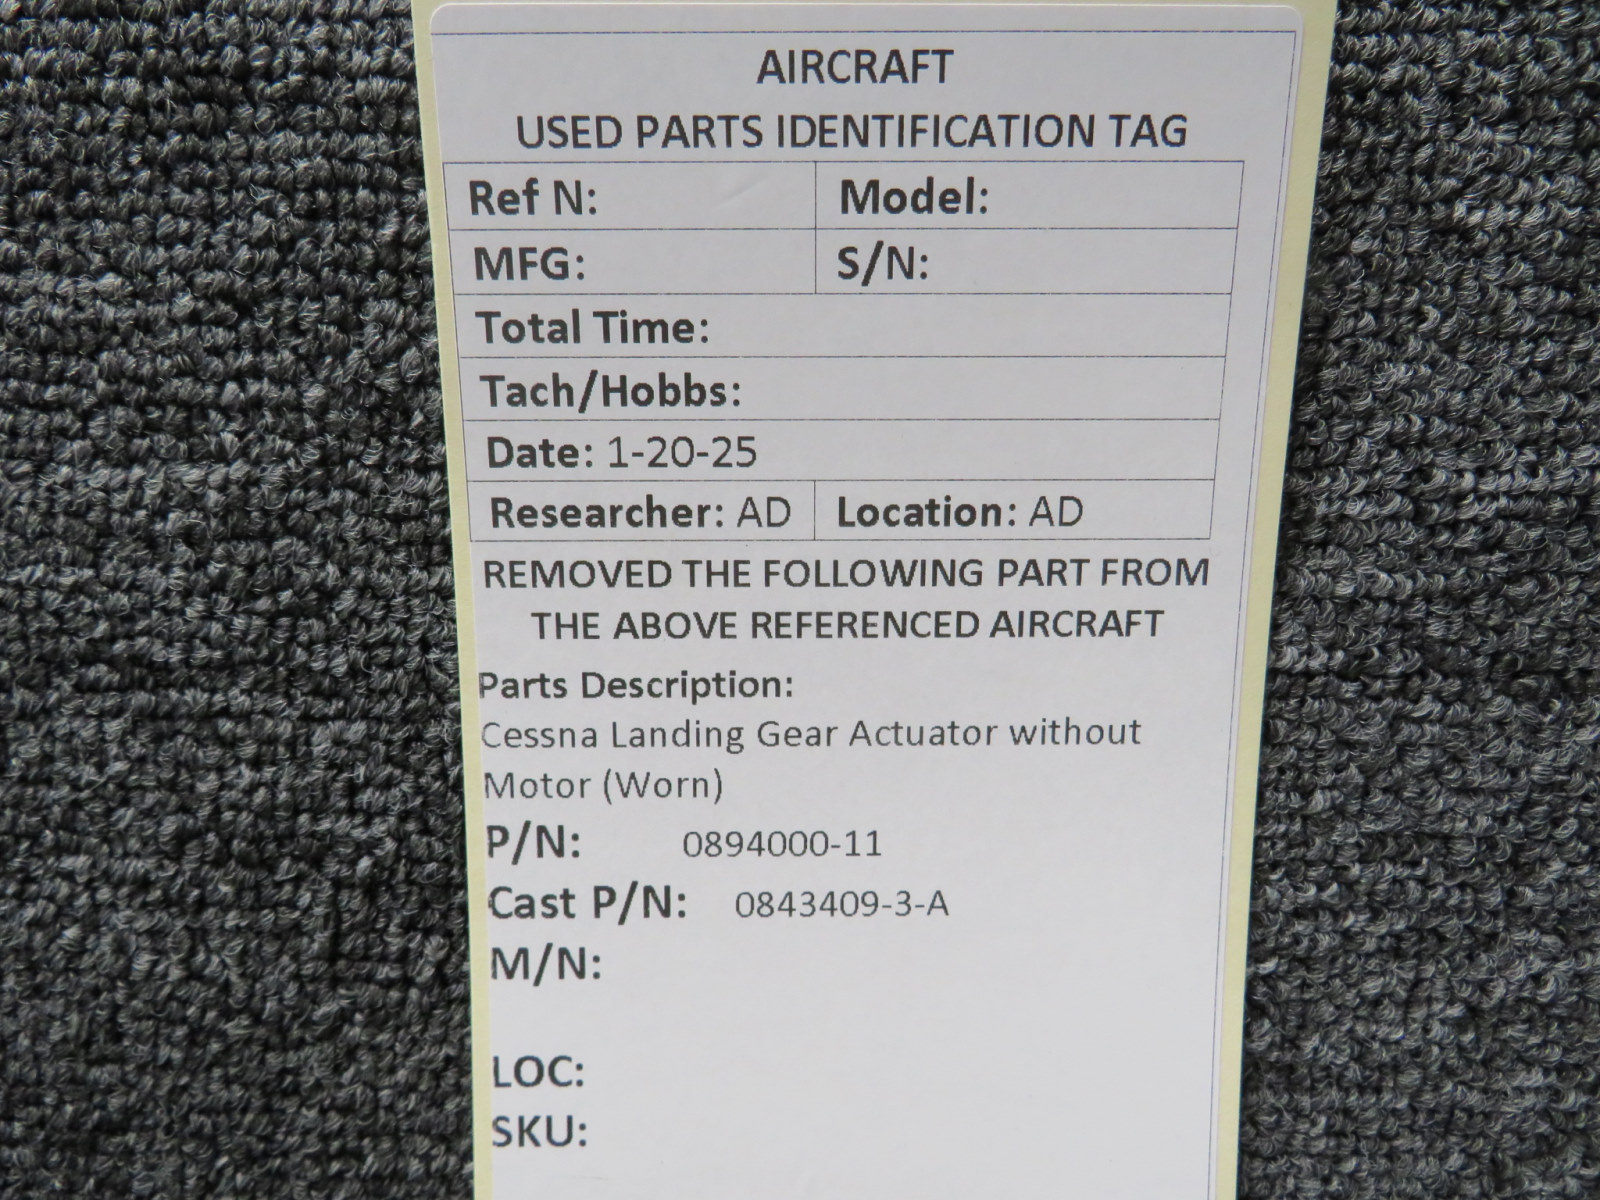 AIRCRAFT
USED PARTS IDENTIFICATION TAG
Ref N: Model:
MFG: S/N:
Total Time:
Tach/Hobbs:
Date: 1-20-25
Researcher: AD Location: AD
REMOVED THE FOLLOWING PART FROM
THE ABOVE REFERENCED AIRCRAFT
Parts Description:
Cessna Landing Gear Actuator without
Motor (Worn)
P/N: 0894000-11
Cast P/N: 0843409-3-A
M/N:
LOC:
SKU: